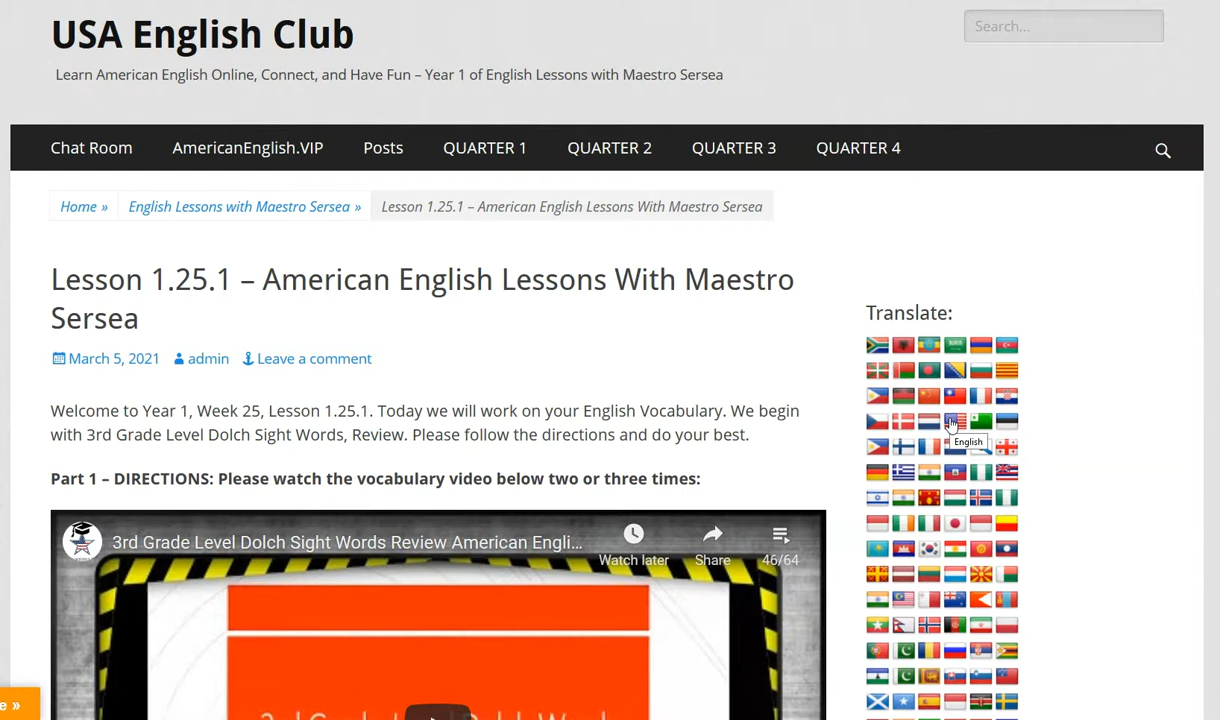 USA English Club
Search...
Learn American English Online, Connect, and Have Fun – Year 1 of English Lessons with Maestro Sersea
Chat Room AmericanEnglish.VIP Posts QUARTER 1 QUARTER 2 QUARTER 3 QUARTER 4
Home » English Lessons with Maestro Sersea » Lesson 1.25.1 – American English Lessons With Maestro Sersea
Lesson 1.25.1 – American English Lessons With Maestro
Sersea
March 5, 2021 admin Leave a comment
Welcome to Year 1, Week 25, Lesson 1.25.1. Today we will work on your English Vocabulary. We begin
with 3rd Grade Level Dolch Sight Words, Review. Please follow the directions and do your best.
Part 1 – DIRECTIONS: Please watch the vocabulary video below two or three times:
3rd Grade Level Dolch Sight Words Review American Engli...
Watch later Share 46/64
Translate:
English
e »